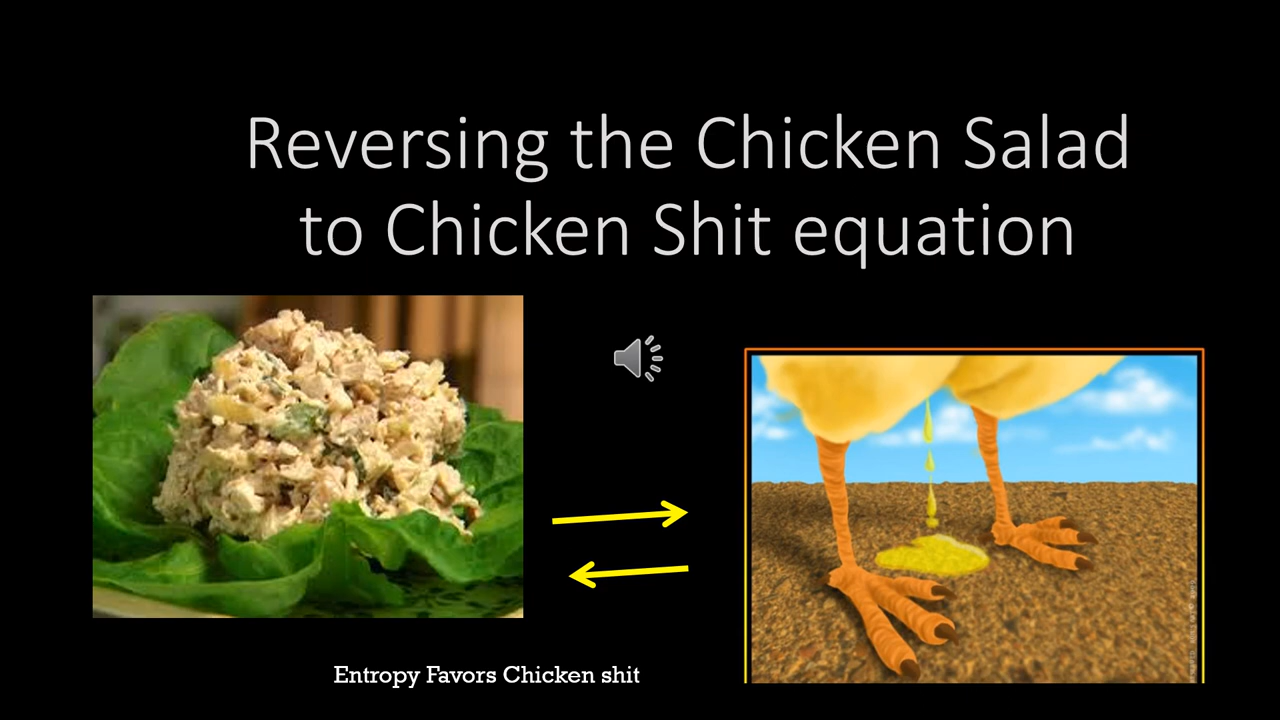 Reversing the Chicken Salad
to Chicken Shit equation
Entropy Favors Chicken shit